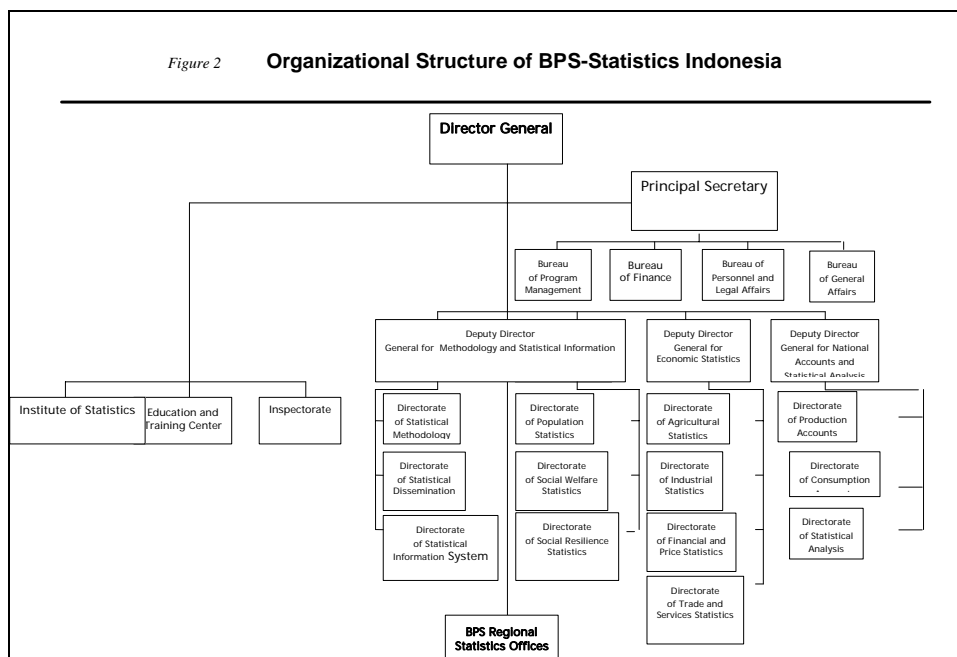 Figure 2 Organizational Structure of BPS-Statistics Indonesia
Director General
Principal Secretary
Bureau
of Program
Management
Bureau
of Finance
Bureau of
Personnel and
Legal Affairs
Bureau
of General
Affairs
Deputy Director
General for Methodology and Statistical Information
Deputy Director
General for
Economic Statistics
Deputy Director
General for National
Accounts and
Statistical Analysis
Institute of Statistics
Education and
Training Center
Inspectorate
Directorate
of Statistical
Methodology
Directorate
of Population
Statistics
Directorate
of Agricultural
Statistics
Directorate
of Production
Accounts
Directorate
of Statistical
Dissemination
Directorate
of Social Welfare
Statistics
Directorate
of Industrial
Statistics
Directorate
of Consumption
Directorate
of Statistical
Information System
Directorate
of Social Resilience
Statistics
Directorate
of Financial and
Price Statistics
Directorate
of Statistical
Analysis
Directorate
of Trade and
Services Statistics
BPS Regional
Statistics Offices